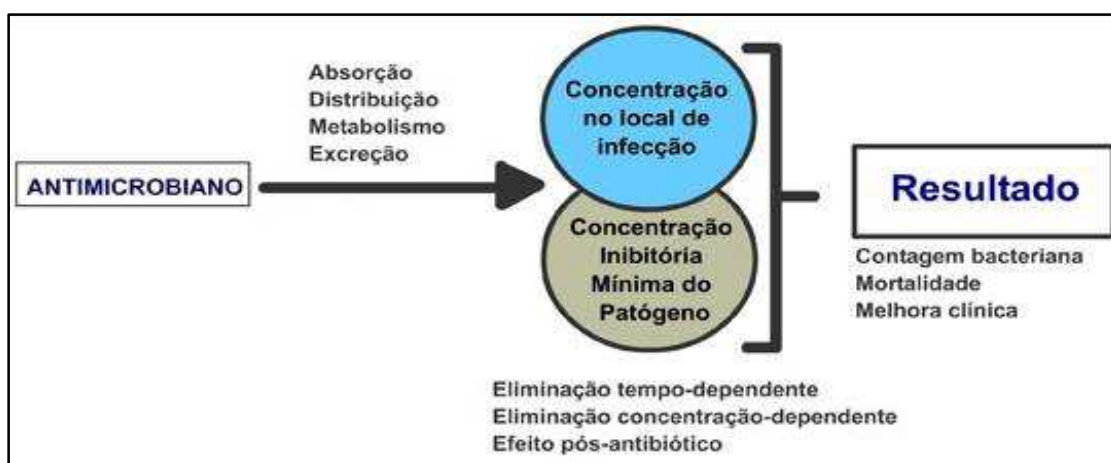 ANTIMICROBIANO
Absorção
Distribuição
Metabolismo
Excreção
Concentração
no local de
infecção
Concentração
Inibitória
Mínima do
Patógeno
Eliminação tempo-dependente
Eliminação concentração-dependente
Efeito pós-antibiótico
Resultado
Contagem bacteriana
Mortalidade
Melhora clínica